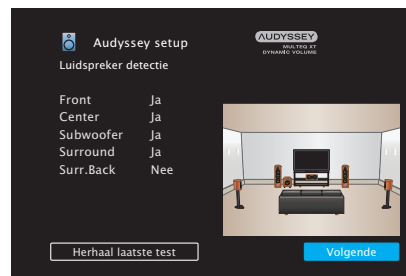 Audyssey setup
AUDYSSEY
MULTEQ XT
DYNAMIC VOLUME
Luidspreker detectie
Front Ja
Center Ja
Subwoofer Ja
Surround Ja
Surr.Back Nee
Herhaal laatste test
Volgende